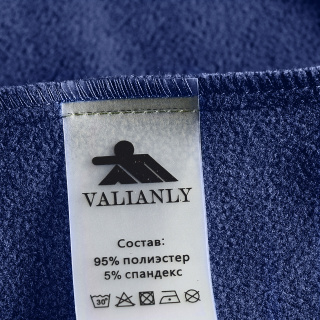 VALIANLY
Состав:
95% полиэстер
5% спандекс
30°